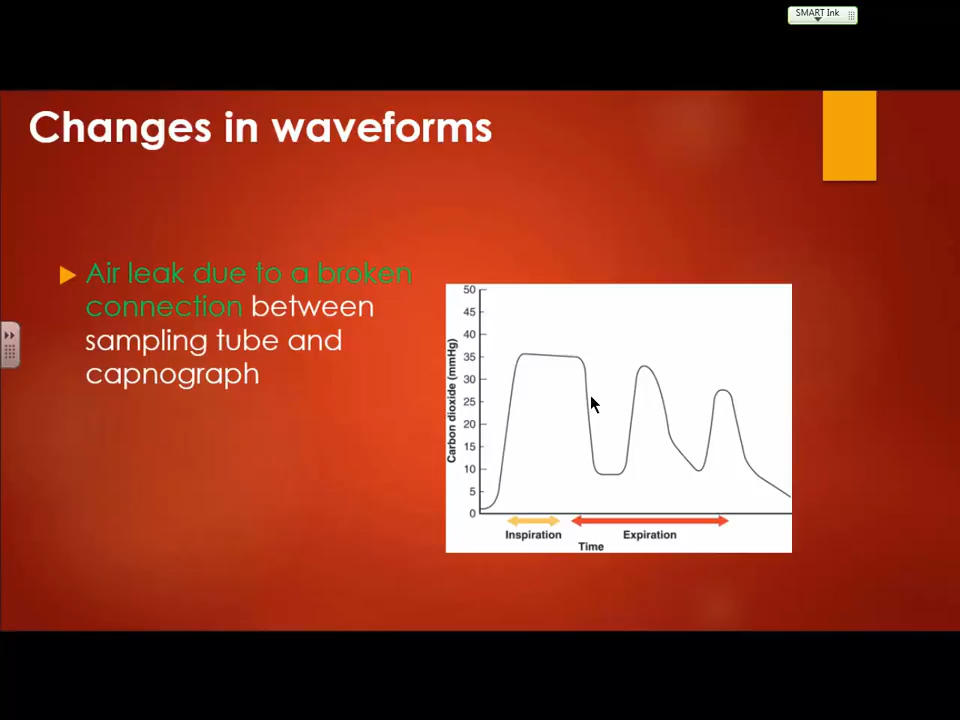 SMART Ink
Changes in waveforms
Air leak due to a broken
connection between
sampling tube and
capnograph
Carbon dioxide (mmHg)
50
45
40
35
30
25
20
15
10
5
0
Inspiration
Expiration
Time